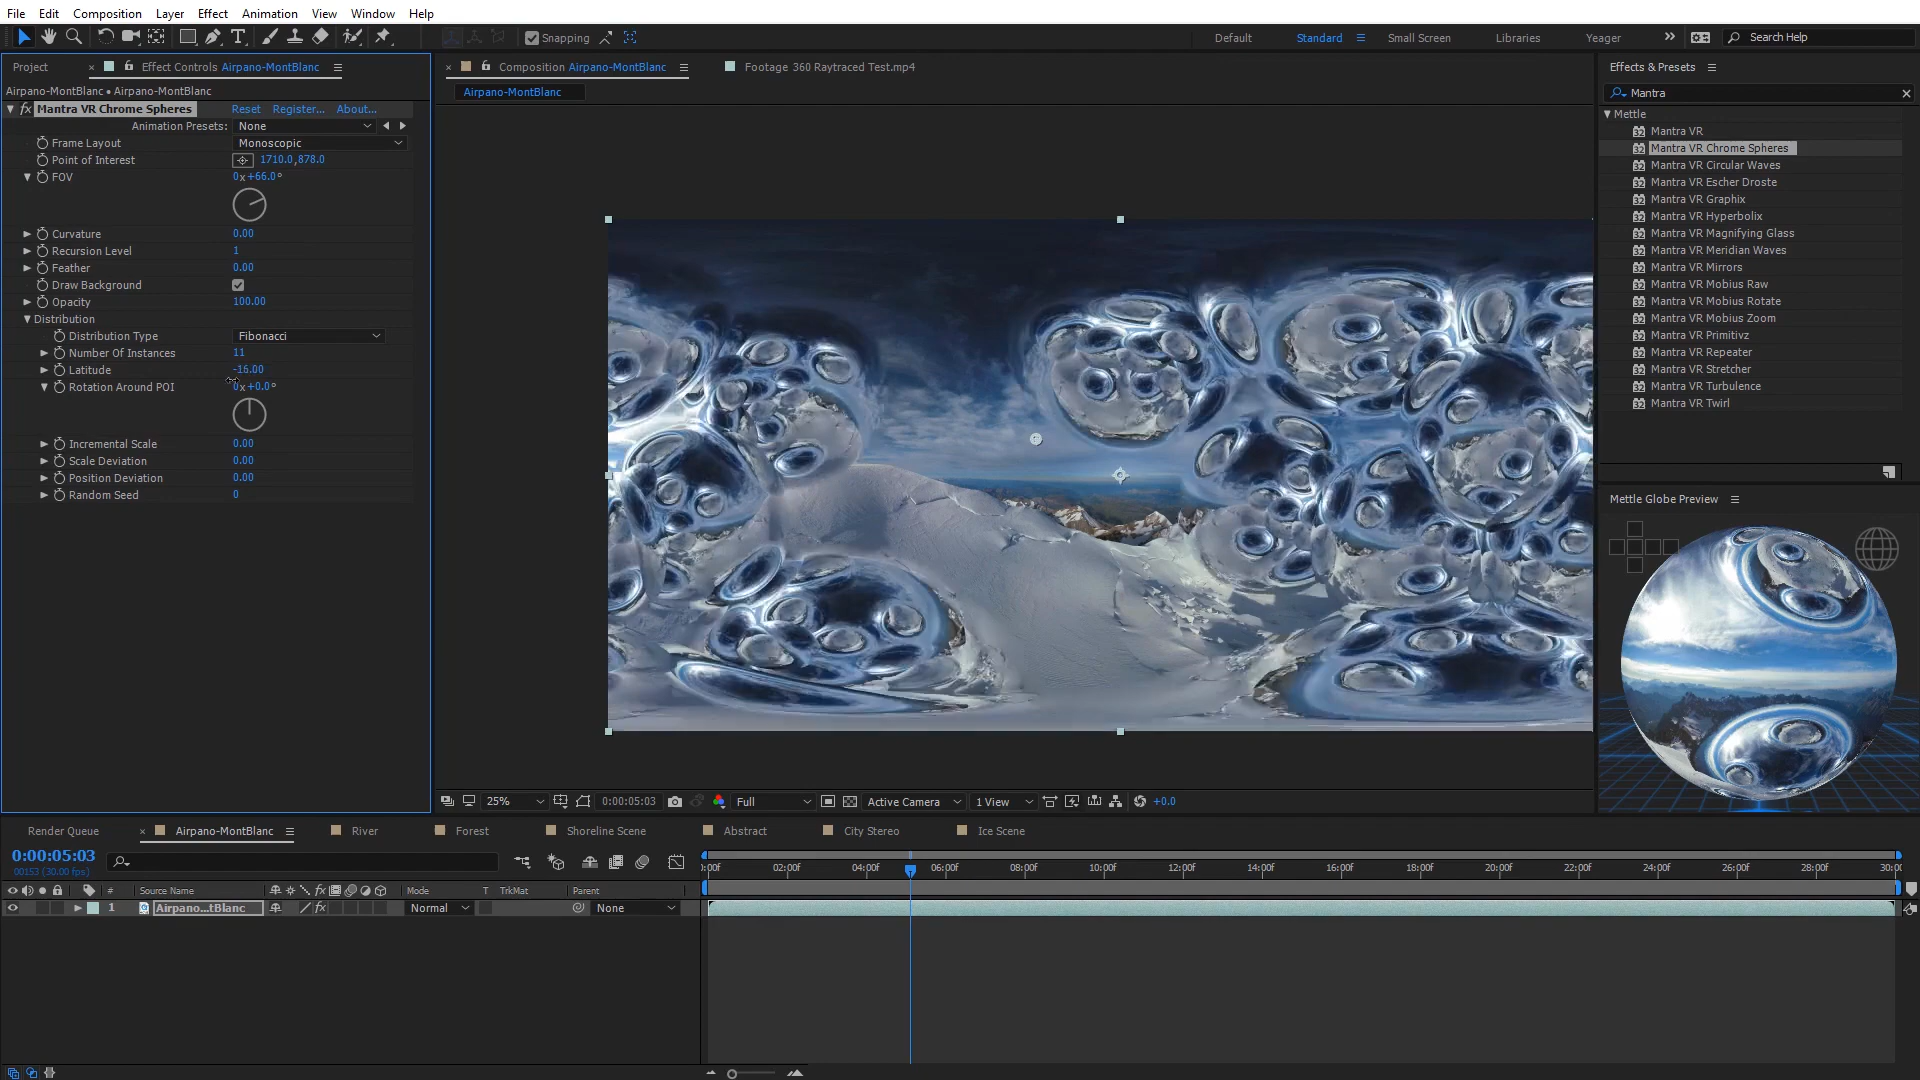 File Edit Composition Layer Effect Animation View Window Help
Snapping
Default Standard Small Screen Libraries Yeager Search Help
Project Effect Controls Airpano-MontBlanc
Airpano-MontBlanc • Airpano-MontBlanc
fx Mantra VR Chrome Spheres Reset Register... About...
Animation Presets: None
Frame Layout Monoscopic
Point of Interest 1710.0,878.0
FOV 0x+66.0°
Curvature 0.00
Recursion Level 1
Feather 0.00
Draw Background
Opacity 100.00
Distribution
Distribution Type Fibonacci
Number Of Instances 11
Latitude -16.00
Rotation Around POI 0x+0.0°
Incremental Scale 0.00
Scale Deviation 0.00
Position Deviation 0.00
Random Seed 0
Composition Airpano-MontBlanc Footage 360 Raytraced Test.mp4
Airpano-MontBlanc
25% 0:00:05:03 Full Active Camera 1 View +0.0
Effects & Presets
Mantra
Mettle
Mantra VR
Mantra VR Chrome Spheres
Mantra VR Circular Waves
Mantra VR Escher Droste
Mantra VR Graphix
Mantra VR Hyperbolix
Mantra VR Magnifying Glass
Mantra VR Meridian Waves
Mantra VR Mirrors
Mantra VR Mobius Raw
Mantra VR Mobius Rotate
Mantra VR Mobius Zoom
Mantra VR Primitivz
Mantra VR Repeater
Mantra VR Stretcher
Mantra VR Turbulence
Mantra VR Twirl
Mettle Globe Preview
Render Queue Airpano-MontBlanc River Forest Shoreline Scene Abstract City Stereo Ice Scene
0:00:05:03
00153 (30.00 fps)
:00f 02:00f 04:00f 06:00f 08:00f 10:00f 12:00f 14:00f 16:00f 18:00f 20:00f 22:00f 24:00f 26:00f 28:00f 30:00
# Source Name fx Mode T TrkMat Parent
1 Airpano...tBlanc fx Normal None